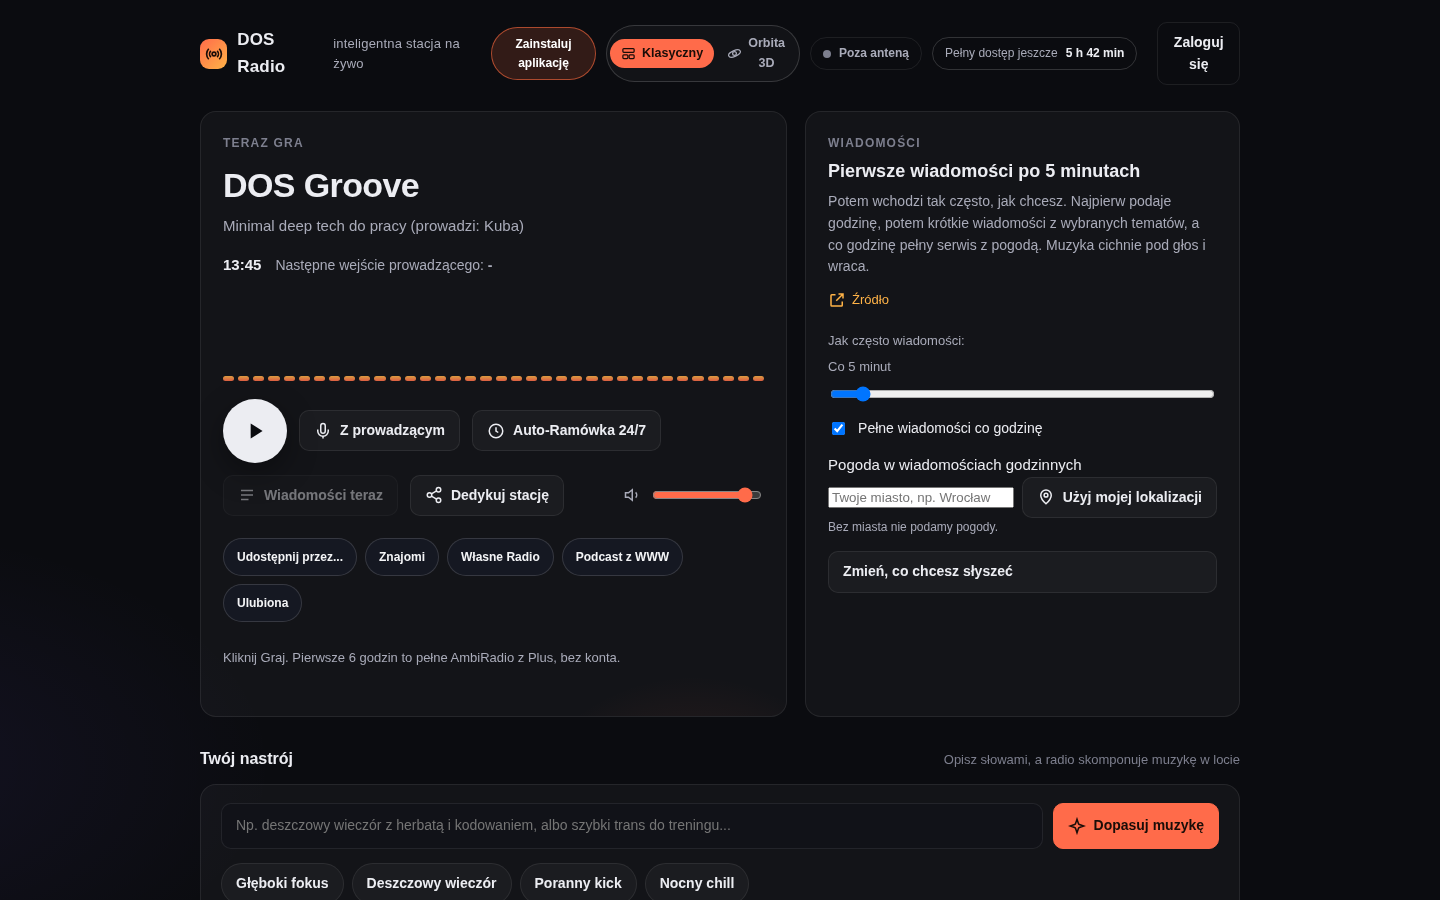 DOS
Radio
inteligentna stacja na
żywo
Zainstaluj
aplikację
Klasyczny
Orbita
3D
Poza anteną
Pełny dostęp jeszcze 5 h 42 min
Zaloguj
się
TERAZ GRA
DOS Groove
Minimal deep tech do pracy (prowadzi: Kuba)
13:45 Następne wejście prowadzącego: -
Z prowadzącym
Auto-Ramówka 24/7
Wiadomości teraz
Dedykuj stację
Udostępnij przez...
Znajomi
Własne Radio
Podcast z WWW
Ulubiona
Kliknij Graj. Pierwsze 6 godzin to pełne AmbiRadio z Plus, bez konta.
WIADOMOŚCI
Pierwsze wiadomości po 5 minutach
Potem wchodzi tak często, jak chcesz. Najpierw podaje
godzinę, potem krótkie wiadomości z wybranych tematów, a
co godzinę pełny serwis z pogodą. Muzyka cichnie pod głos i
wraca.
Źródło
Jak często wiadomości:
Co 5 minut
Pełne wiadomości co godzinę
Pogoda w wiadomościach godzinnych
Twoje miasto, np. Wrocław
Użyj mojej lokalizacji
Bez miasta nie podamy pogody.
Zmień, co chcesz słyszeć
Twój nastrój
Opisz słowami, a radio skomponuje muzykę w locie
Np. deszczowy wieczór z herbatą i kodowaniem, albo szybki trans do treningu...
Dopasuj muzykę
Głęboki fokus
Deszczowy wieczór
Poranny kick
Nocny chill